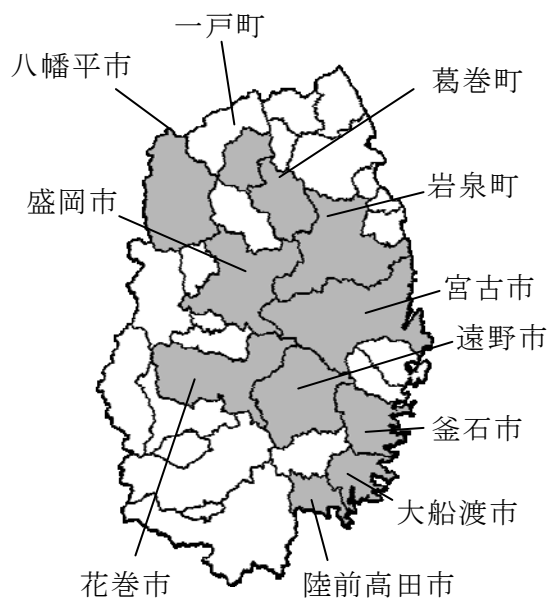 一戸町
八幡平市
葛巻町
岩泉町
盛岡市
宮古市
遠野市
釜石市
大船渡市
花巻市
陸前高田市